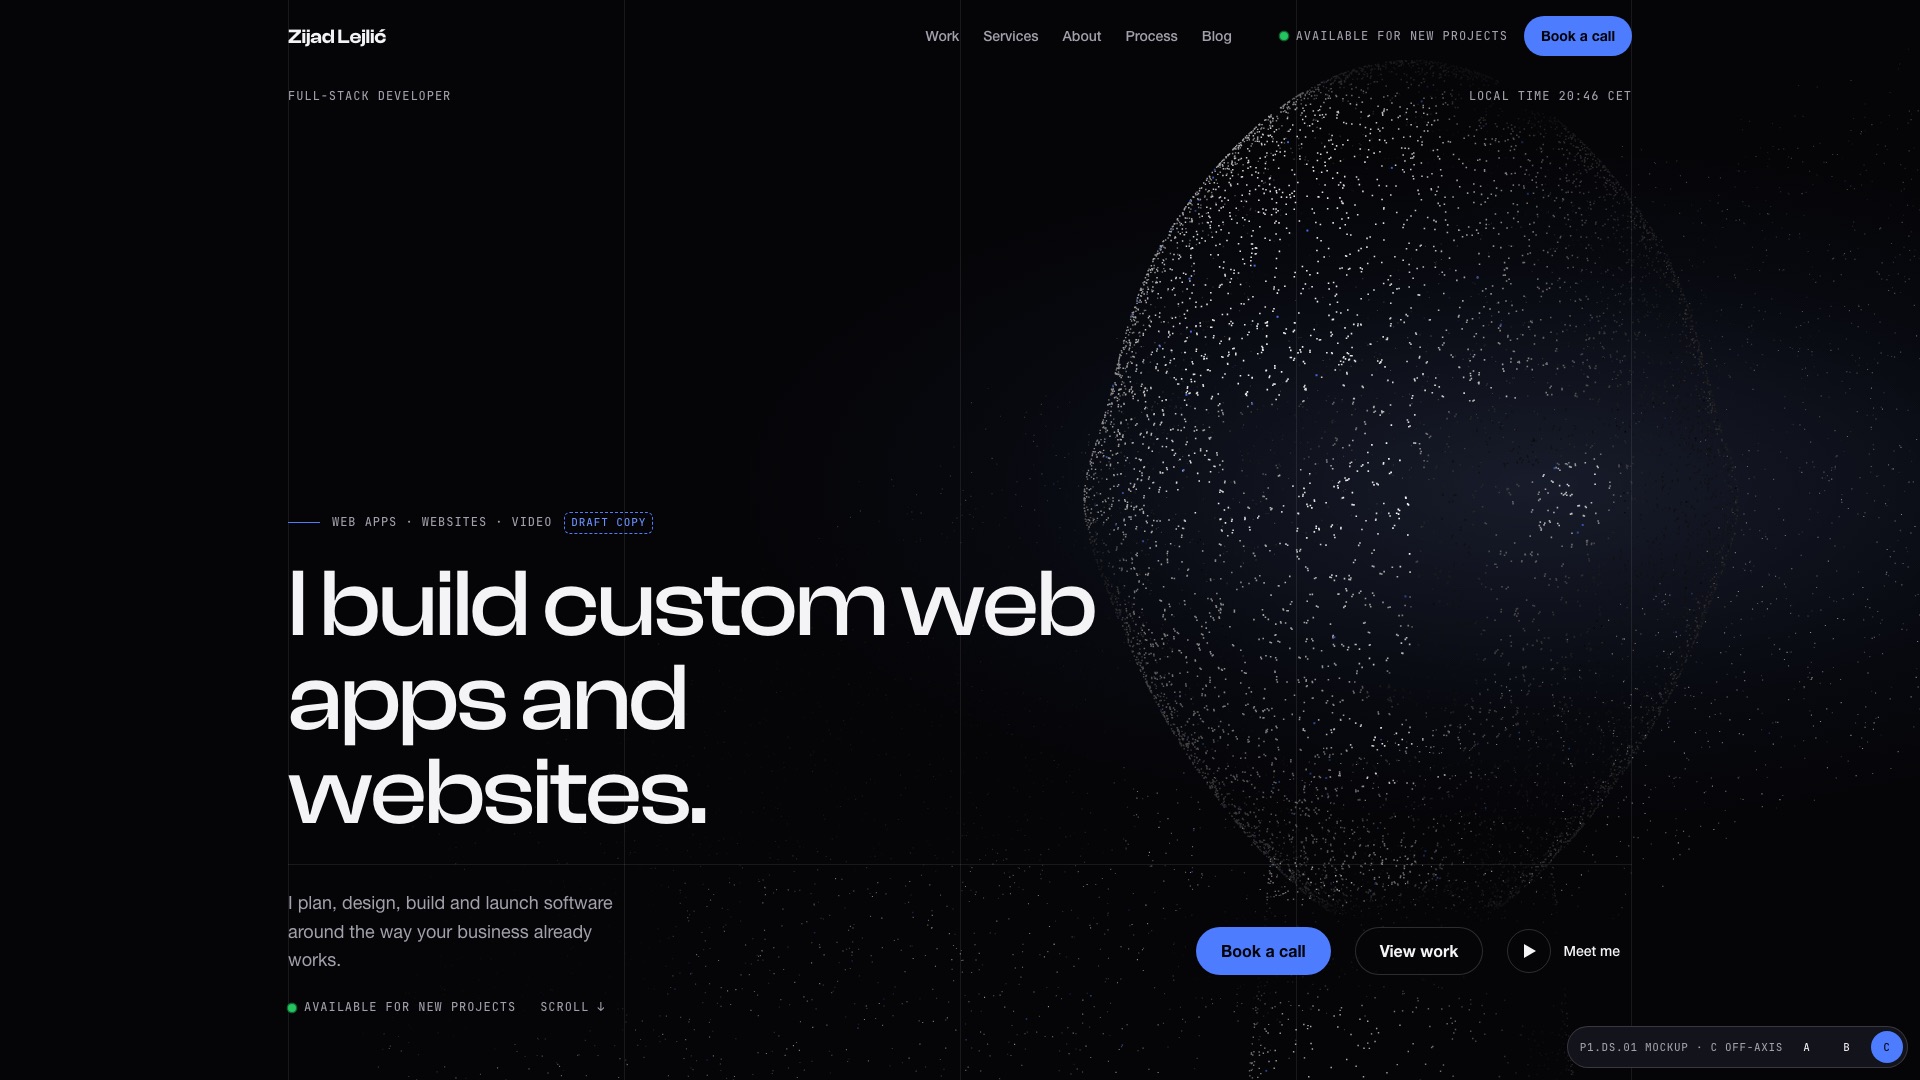 Zijad Lejlić
Work Services About Process Blog
AVAILABLE FOR NEW PROJECTS
Book a call
FULL-STACK DEVELOPER
LOCAL TIME 20:46 CET
WEB APPS · WEBSITES · VIDEO
DRAFT COPY
I build custom web
apps and
websites.
I plan, design, build and launch software
around the way your business already
works.
Book a call
View work
Meet me
AVAILABLE FOR NEW PROJECTS
SCROLL ↓
P1.DS.01 MOCKUP · C OFF-AXIS A B C